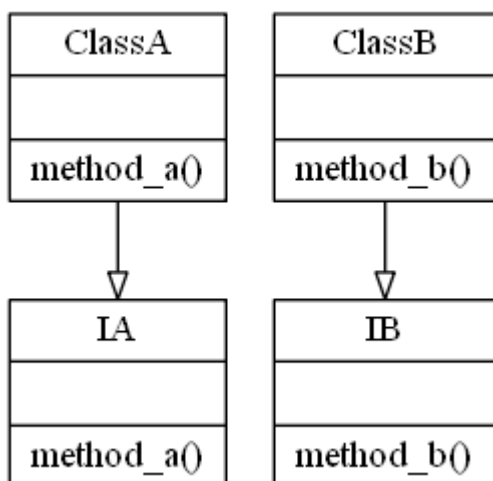 ClassA
method_a()
ClassB
method_b()
IA
method_a()
IB
method_b()